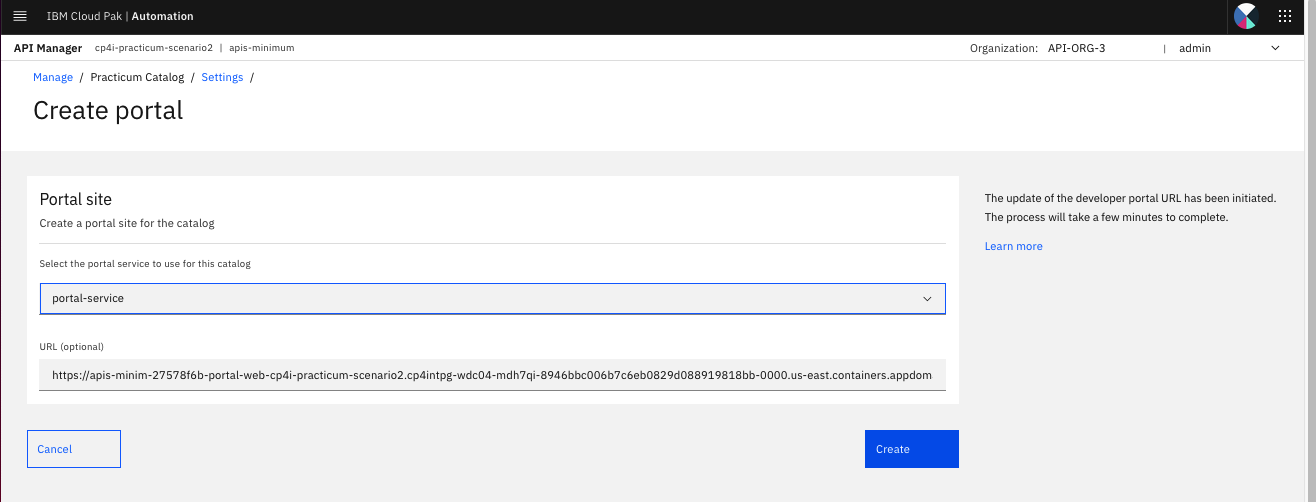 IBM Cloud Pak | Automation
API Manager cp4i-practicum-scenario2 | apis-minimum Organization: API-ORG-3 | admin
Manage / Practicum Catalog / Settings /
Create portal
Portal site
Create a portal site for the catalog
Select the portal service to use for this catalog
portal-service
URL (optional)
https://apis-minim-27578f6b-portal-web-cp4i-practicum-scenario2.cp4intpg-wdc04-mdh7qi-8946bbc006b7c6eb0829d088919818bb-0000.us-east.containers.appdom
Cancel
Create
The update of the developer portal URL has been initiated.
The process will take a few minutes to complete.
Learn more